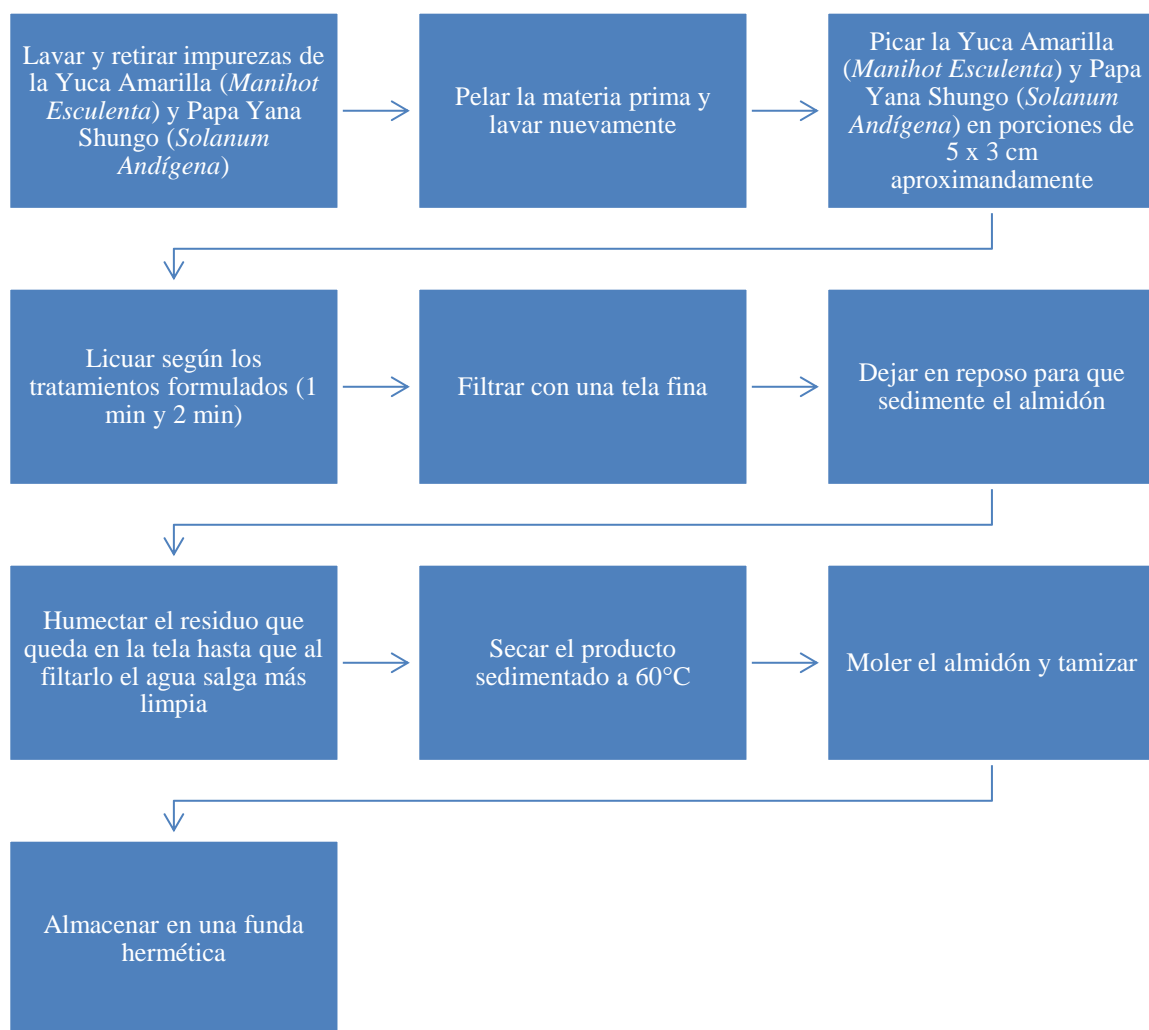 Lavar y retirar impurezas de
la Yuca Amarilla (Manihot
Esculenta) y Papa Yana
Shungo (Solanum
Andígena)
Pelar la materia prima y
lavar nuevamente
Picar la Yuca Amarilla
(Manihot Esculenta) y Papa
Yana Shungo (Solanum
Andígena) en porciones de
5 x 3 cm
aproximandamente
Licuar según los
tratamientos formulados (1
min y 2 min)
Filtrar con una tela fina
Dejar en reposo para que
sedimente el almidón
Humectar el residuo que
queda en la tela hasta que al
filtarlo el agua salga más
limpia
Secar el producto
sedimentado a 60°C
Moler el almidón y tamizar
Almacenar en una funda
hermética